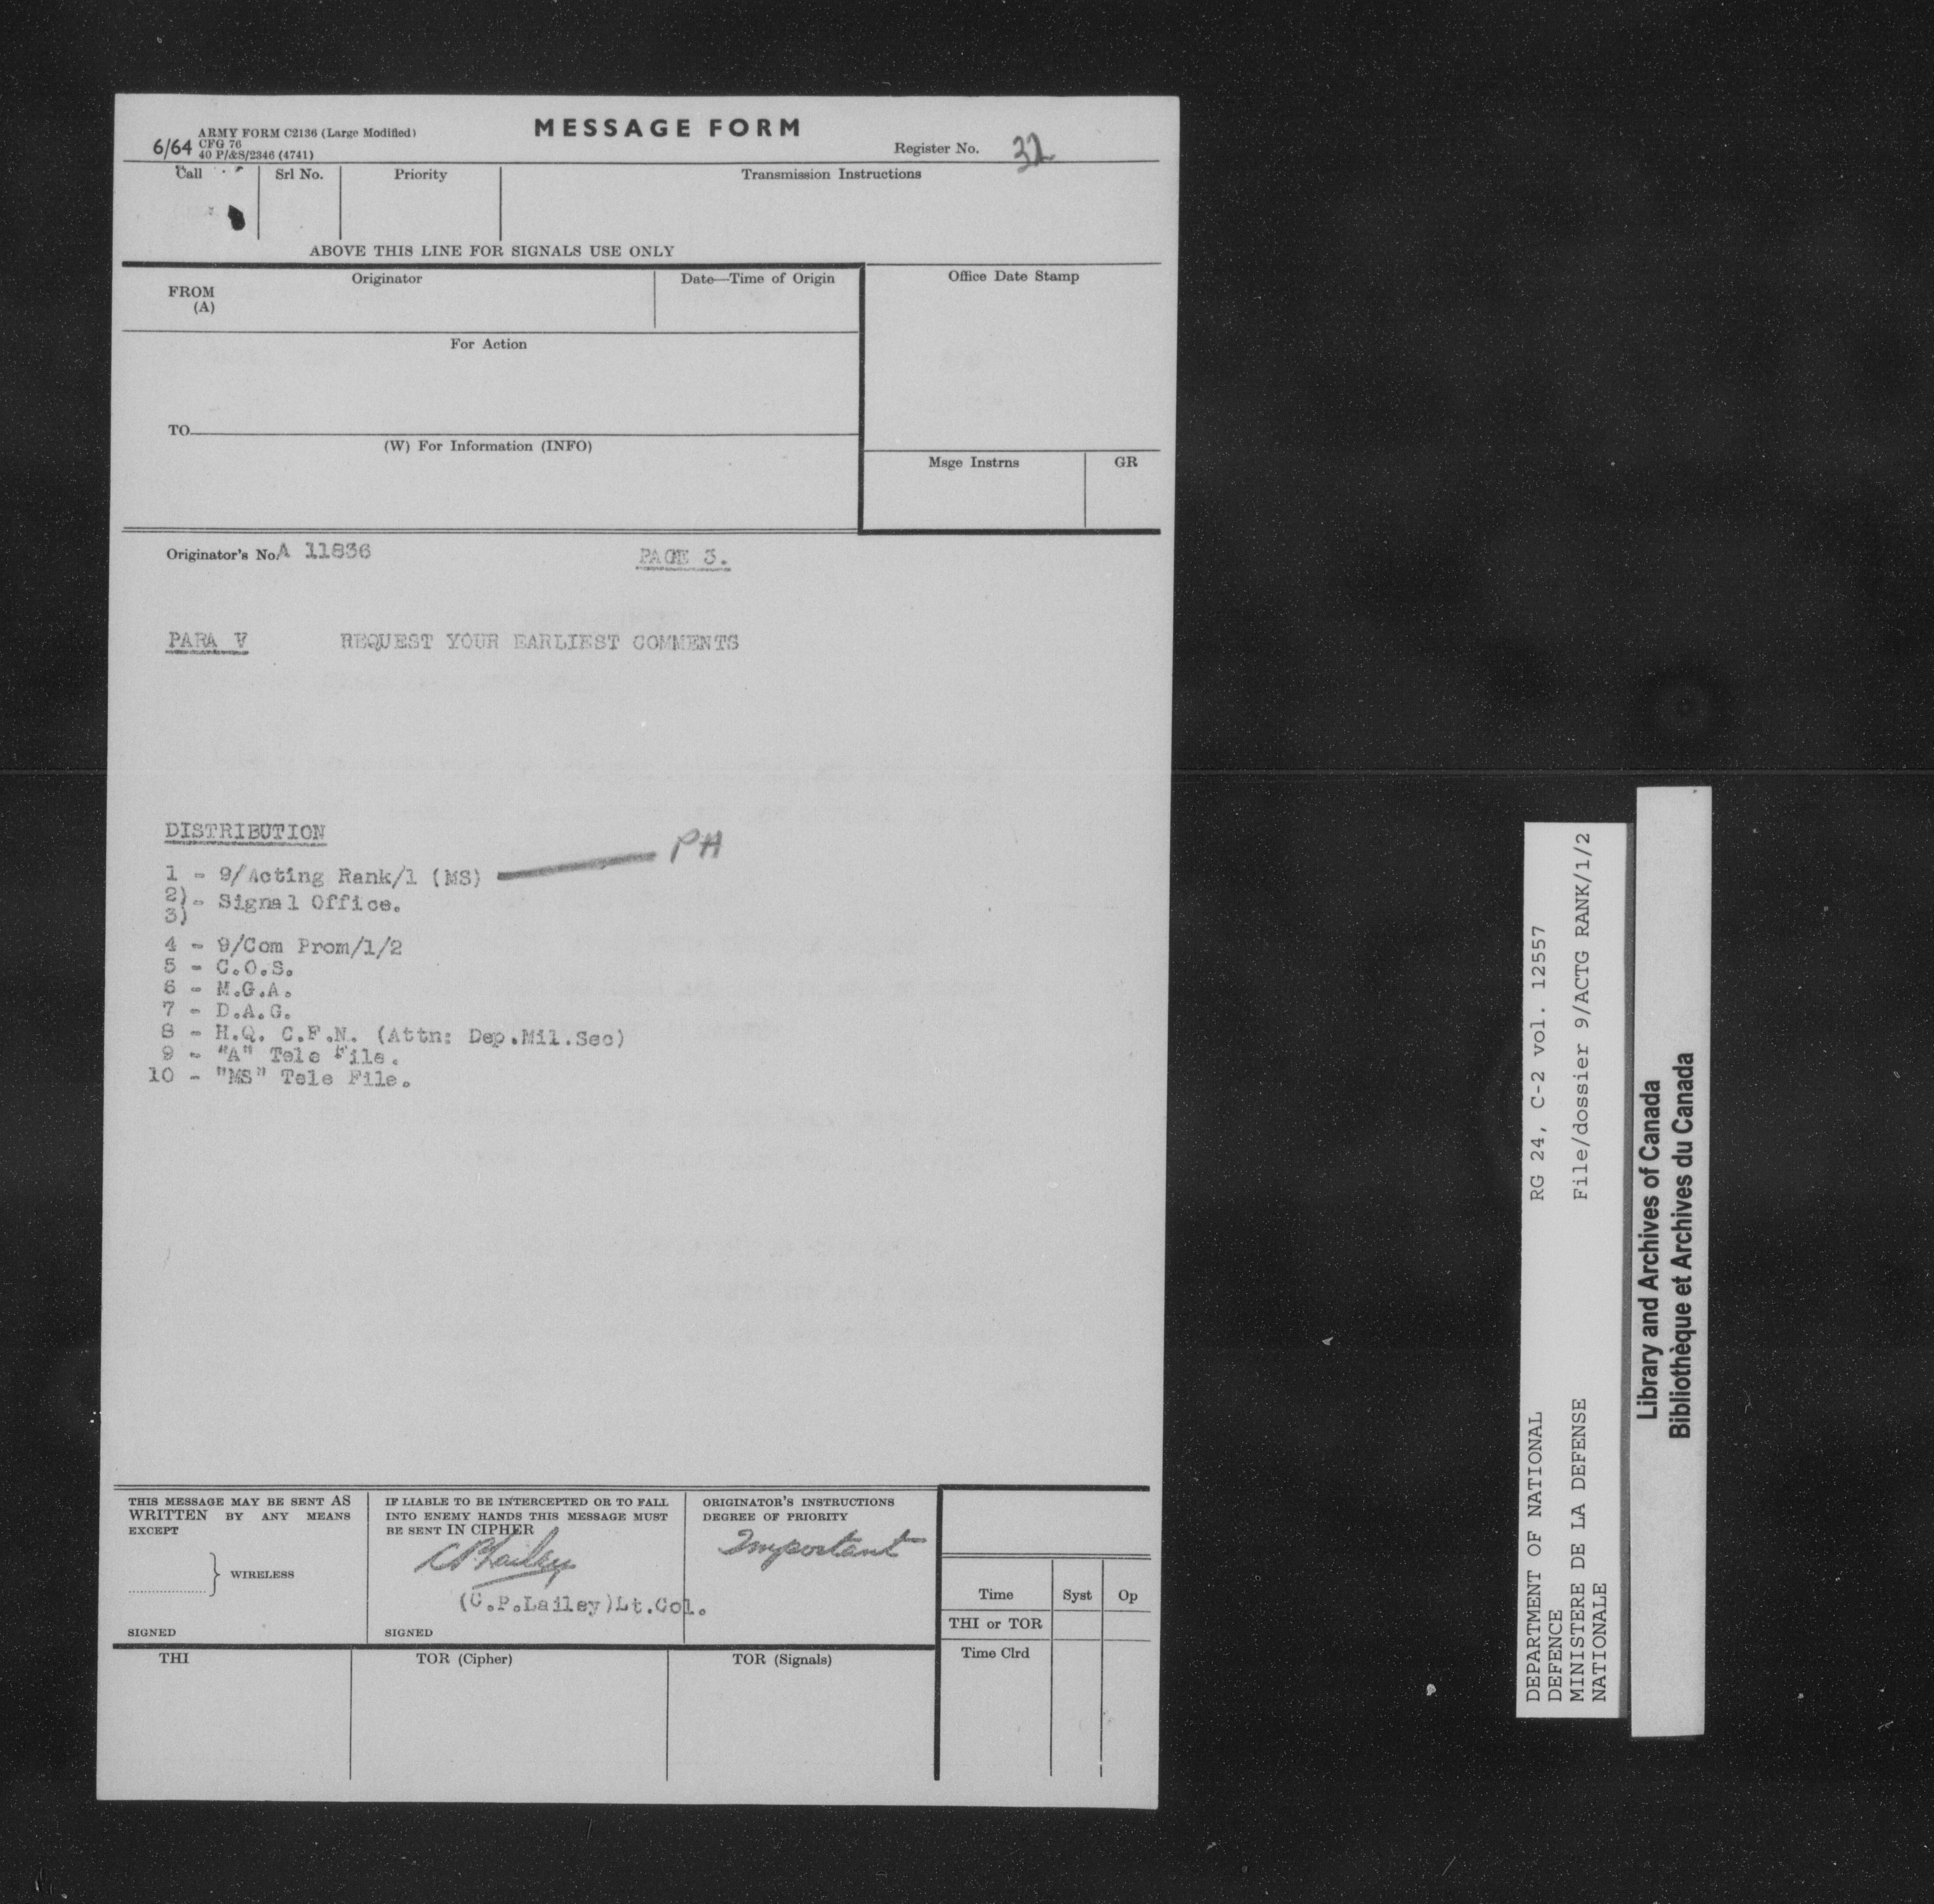 ARMY FORM C2136 (Large Modified)
6/64 CFG 76
40 P/&S/2346 (4741)
MESSAGE FORM
Register No. 32
Call Srl No. Priority Transmission Instructions
ABOVE THIS LINE FOR SIGNALS USE ONLY
Originator Date—Time of Origin Office Date Stamp
FROM
(A)
For Action
TO
(W) For Information (INFO)
Msge Instrns GR
Originator's No. A 11836 PAGE 3.
PARA V REQUEST YOUR EARLIEST COMMENTS
DISTRIBUTION
1 - 9/Acting Rank/1 (MS) PA
2)- Signal Office.
3)
4 - 9/Com Prom/1/2
5 - C.O.S.
6 - M.G.A.
7 - D.A.G.
8 - H.Q. C.F.N. (Attn: Dep.Mil.Sec)
9 - "A" Tele File.
10 - "MS" Tele File.
THIS MESSAGE MAY BE SENT AS
WRITTEN BY ANY MEANS
EXCEPT
WIRELESS
SIGNED
IF LIABLE TO BE INTERCEPTED OR TO FALL
INTO ENEMY HANDS THIS MESSAGE MUST
BE SENT IN CIPHER
CPLailey
(C.P.Lailey)Lt.Col.
SIGNED
ORIGINATOR'S INSTRUCTIONS
DEGREE OF PRIORITY
Important
Time Syst Op
THI or TOR
Time Clrd
THI TOR (Cipher) TOR (Signals)
DEPARTMENT OF NATIONAL RG 24, C-2 vol. 12557
DEFENCE
MINISTERE DE LA DEFENSE File/dossier 9/ACTG RANK/1/2
NATIONALE
Library and Archives of Canada
Bibliothèque et Archives du Canada